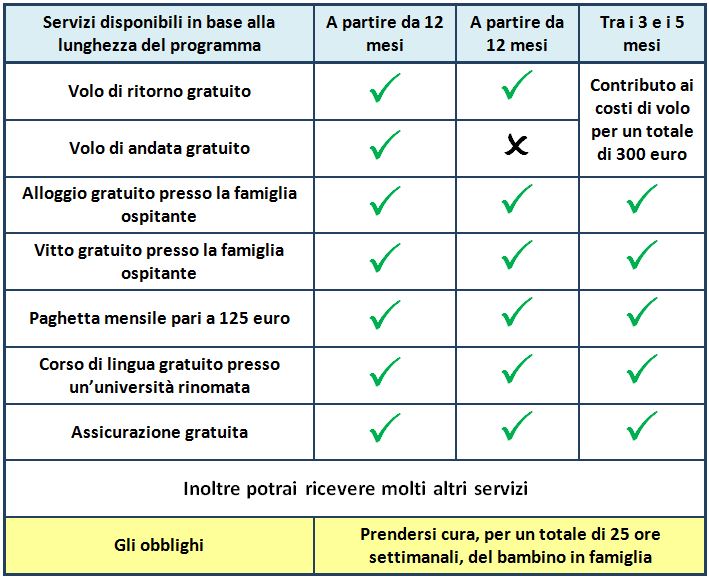 Servizi disponibili in base alla
lunghezza del programma
A partire da 12
mesi
A partire da
12 mesi
Tra i 3 e i 5
mesi
Volo di ritorno gratuito
Contributo ai
costi di volo
per un totale
di 300 euro
Volo di andata gratuito
Alloggio gratuito presso la famiglia
ospitante
Vitto gratuito presso la famiglia
ospitante
Paghetta mensile pari a 125 euro
Corso di lingua gratuito presso
un'università rinomata
Assicurazione gratuita
Inoltre potrai ricevere molti altri servizi
Gli obblighi
Prendersi cura, per un totale di 25 ore
settimanali, del bambino in famiglia